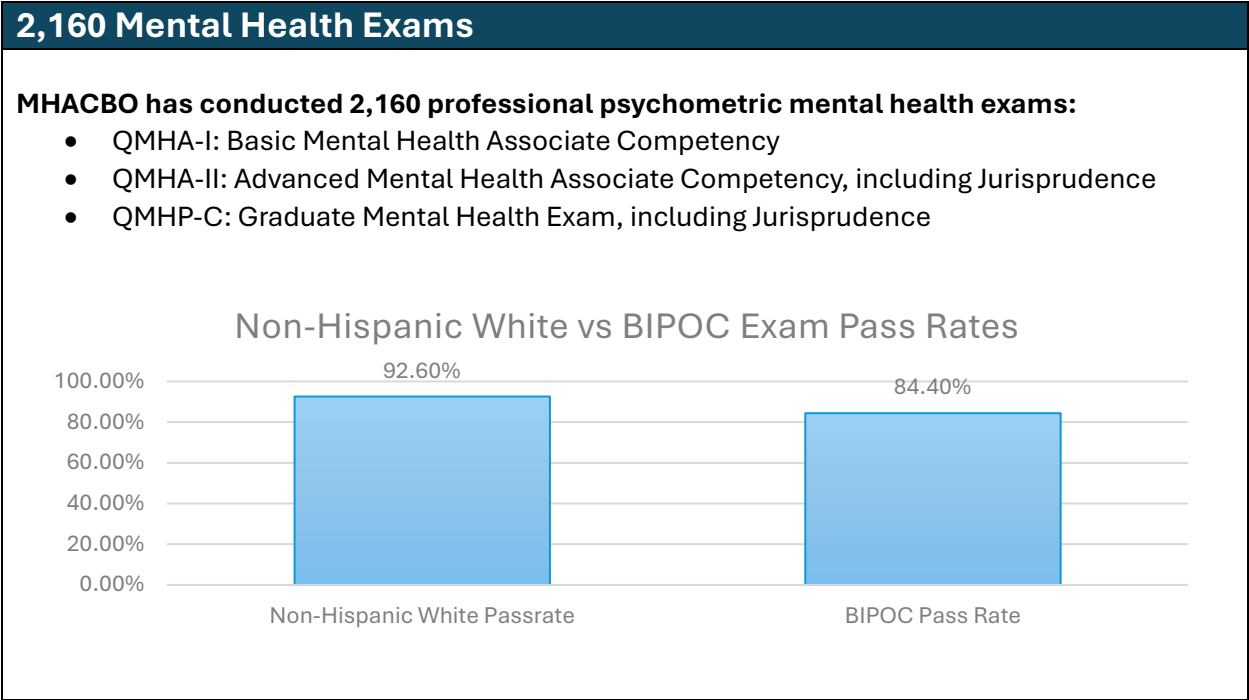 2,160 Mental Health Exams
MHACBO has conducted 2,160 professional psychometric mental health exams:
• QMHA-I: Basic Mental Health Associate Competency
• QMHA-II: Advanced Mental Health Associate Competency, including Jurisprudence
• QMHP-C: Graduate Mental Health Exam, including Jurisprudence
Non-Hispanic White vs BIPOC Exam Pass Rates
92.60%
84.40%
100.00%
80.00%
60.00%
40.00%
20.00%
0.00%
Non-Hispanic White Passrate
BIPOC Pass Rate